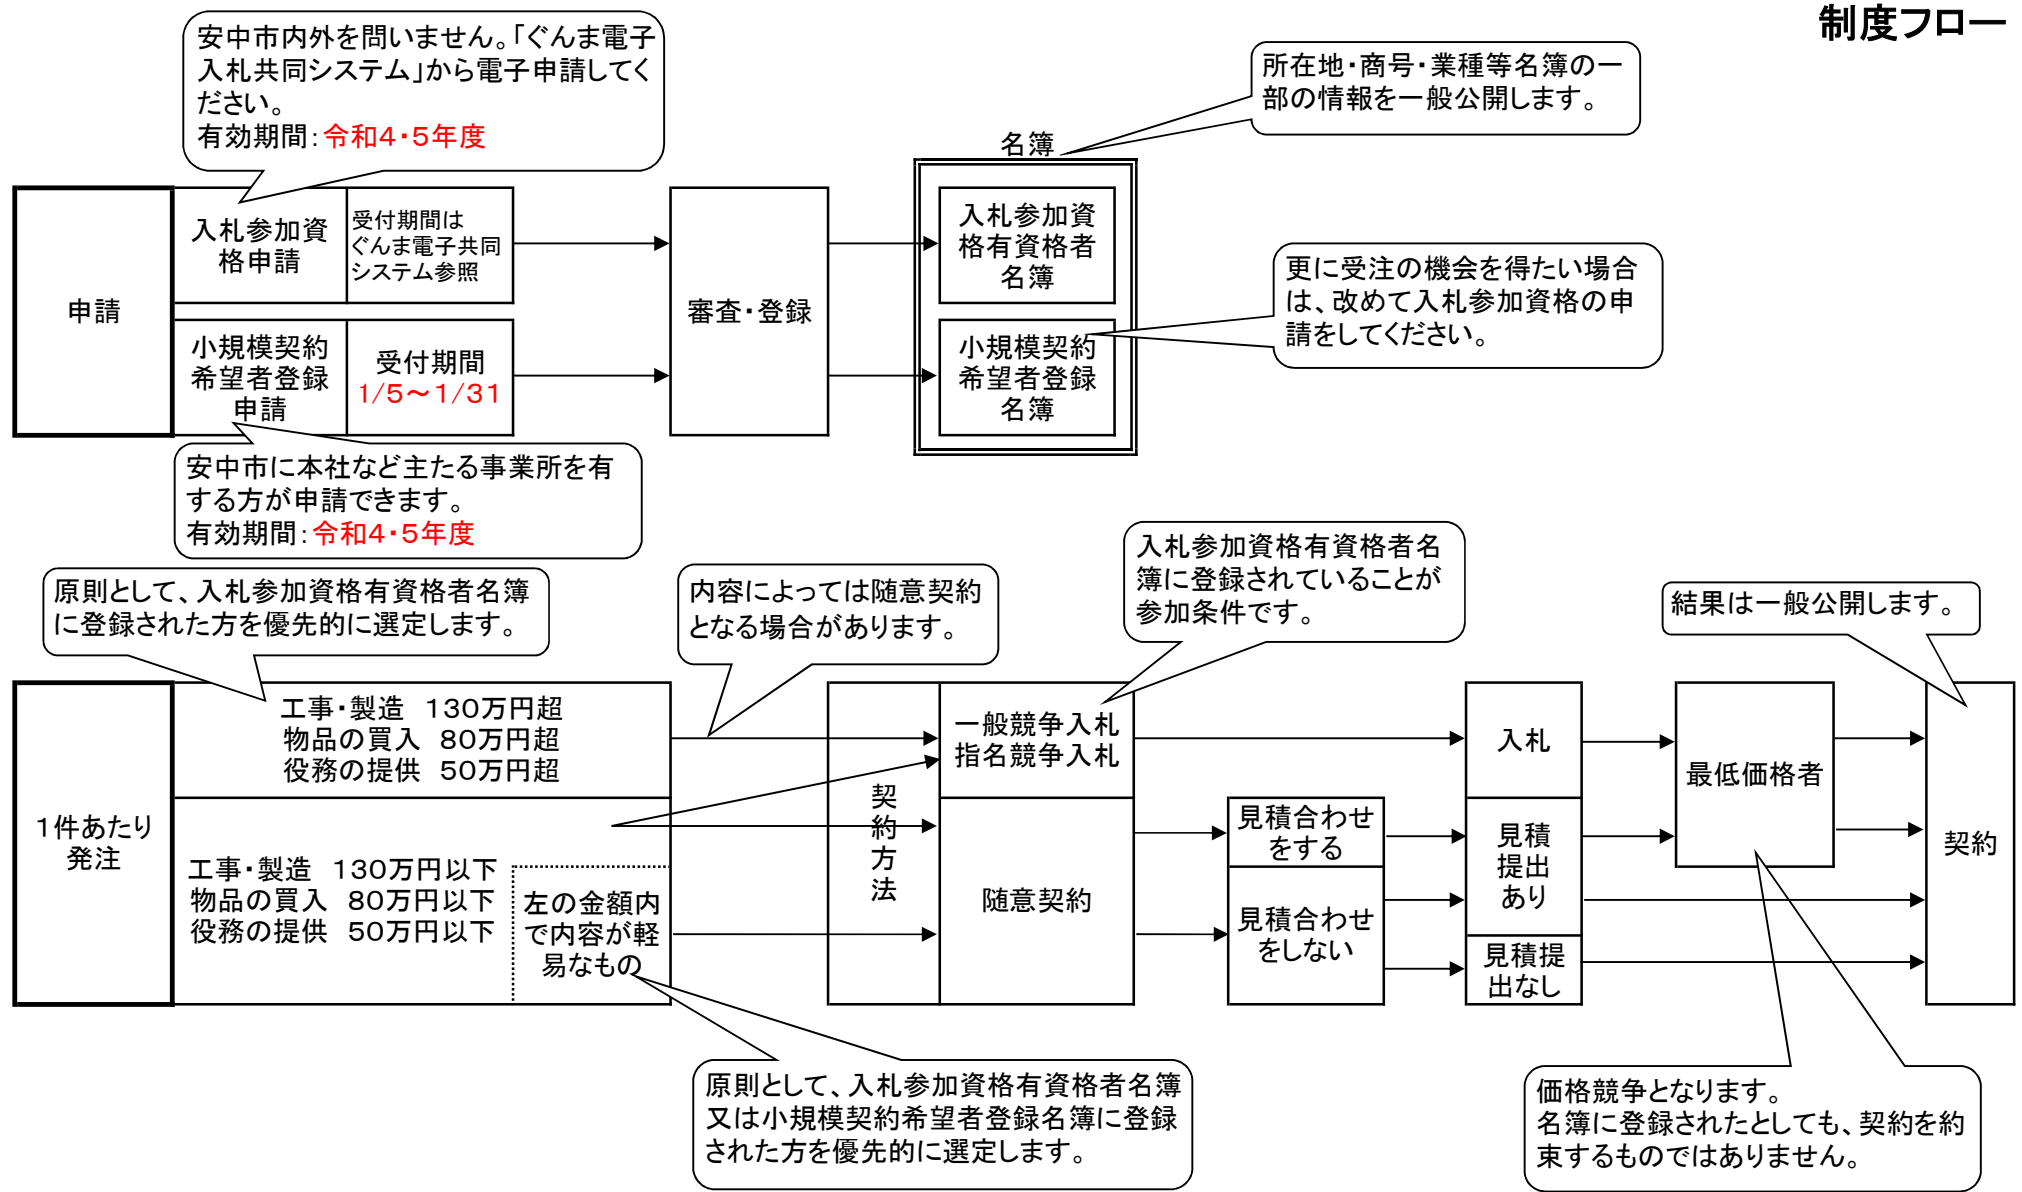 制度フロー
安中市内外を問いません。「ぐんま電子
入札共同システム」から電子申請してく
ださい。
有効期間：令和４・５年度
所在地・商号・業種等名簿の一
部の情報を一般公開します。
名簿
申請
入札参加資
格申請
受付期間は
ぐんま電子共同
システム参照
審査・登録
入札参加資
格有資格者
名簿
更に受注の機会を得たい場合
は、改めて入札参加資格の申
請をしてください。
小規模契約
希望者登録
申請
受付期間
１/５～１/３１
小規模契約
希望者登録
名簿
安中市に本社など主たる事業所を有
する方が申請できます。
有効期間：令和４・５年度
原則として、入札参加資格有資格者名簿
に登録された方を優先的に選定します。
内容によっては随意契約
となる場合があります。
入札参加資格有資格者名
簿に登録されていることが
参加条件です。
結果は一般公開します。
１件あたり
発注
工事・製造　１３０万円超
物品の買入　８０万円超
役務の提供　５０万円超
工事・製造　１３０万円以下
物品の買入　８０万円以下
役務の提供　５０万円以下
左の金額内
で内容が軽
易なもの
契
約
方
法
一般競争入札
指名競争入札
随意契約
見積合わせ
をする
見積合わせ
をしない
入札
見積
提出
あり
見積提
出なし
最低価格者
契約
原則として、入札参加資格有資格者名簿
又は小規模契約希望者登録名簿に登録
された方を優先的に選定します。
価格競争となります。
名簿に登録されたとしても、契約を約
束するものではありません。